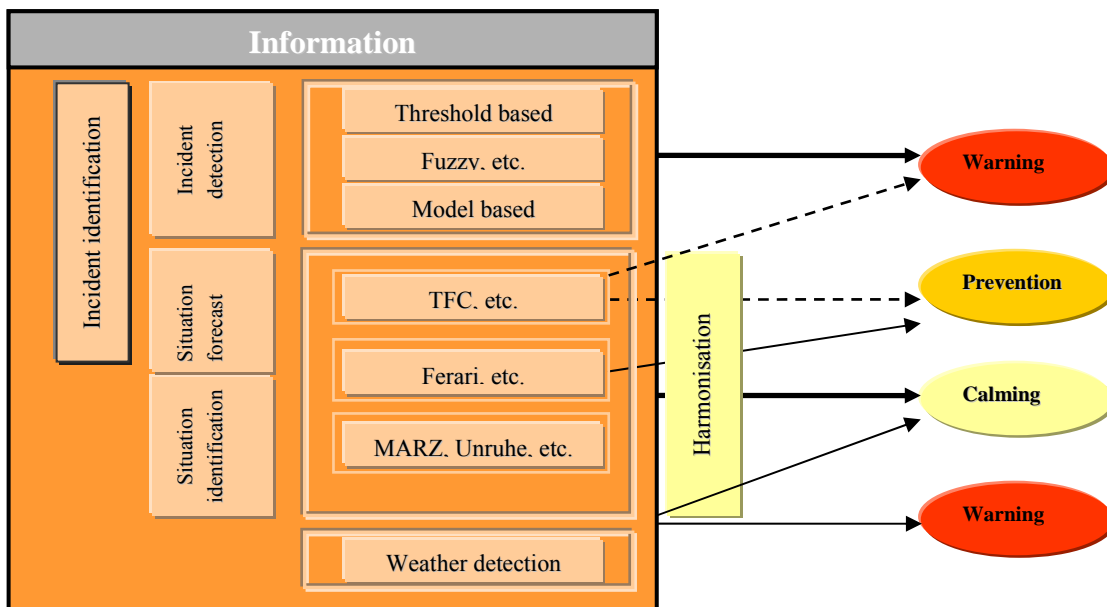 Information
Incident identification
Incident
detection
Threshold based
Fuzzy, etc.
Model based
Warning
Situation
forecast
TFC, etc.
Prevention
Ferari, etc.
Harmonisation
Calming
Situation
identification
MARZ, Unruhe, etc.
Warning
Weather detection